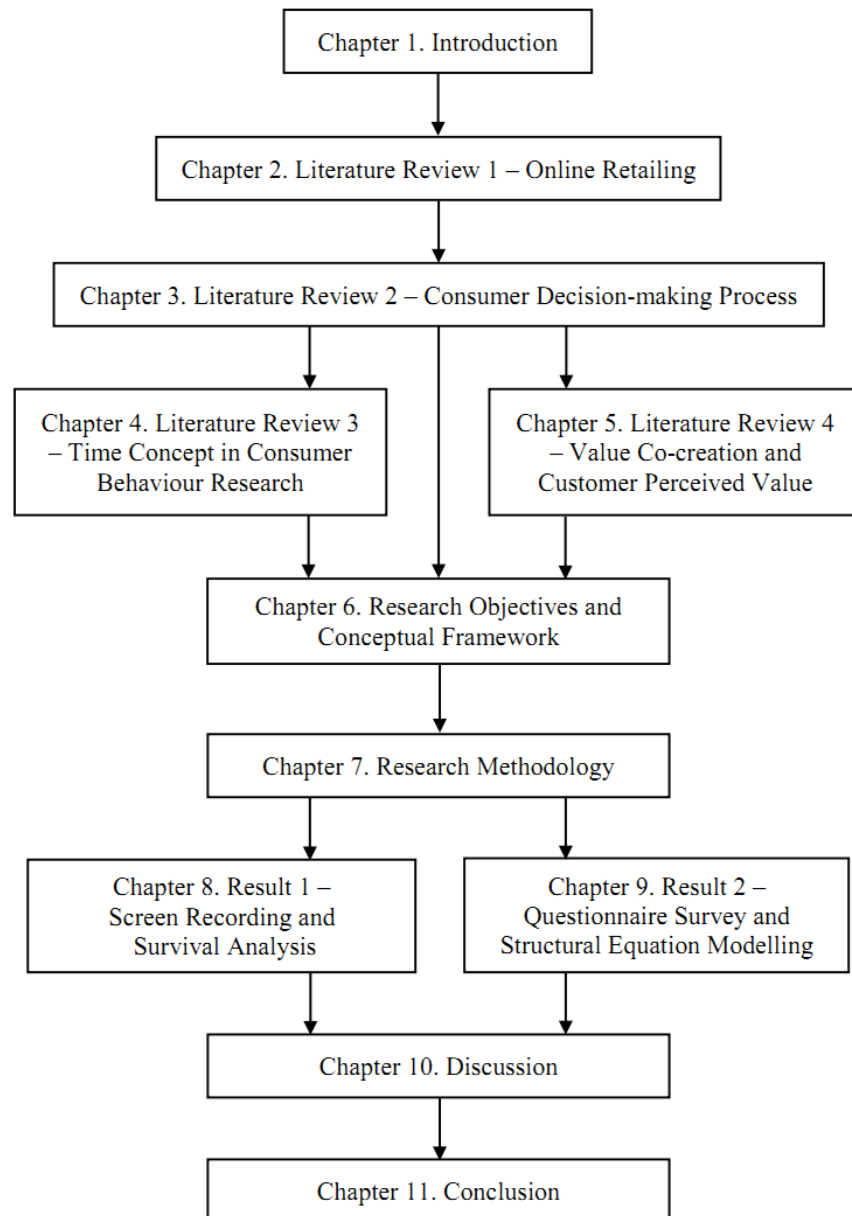 Chapter 1. Introduction
Chapter 2. Literature Review 1 – Online Retailing
Chapter 3. Literature Review 2 – Consumer Decision-making Process
Chapter 4. Literature Review 3
– Time Concept in Consumer
Behaviour Research
Chapter 5. Literature Review 4
– Value Co-creation and
Customer Perceived Value
Chapter 6. Research Objectives and
Conceptual Framework
Chapter 7. Research Methodology
Chapter 8. Result 1 –
Screen Recording and
Survival Analysis
Chapter 9. Result 2 –
Questionnaire Survey and
Structural Equation Modelling
Chapter 10. Discussion
Chapter 11. Conclusion